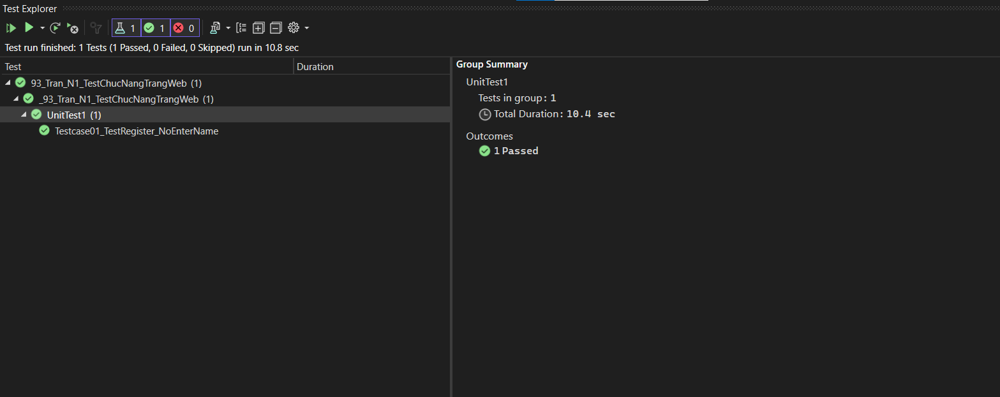 Test Explorer
1 1 0
Test run finished: 1 Tests (1 Passed, 0 Failed, 0 Skipped) run in 10.8 sec
Test Duration
93_Tran_N1_TestChucNangTrangWeb (1)
_93_Tran_N1_TestChucNangTrangWeb (1)
UnitTest1 (1)
Testcase01_TestRegister_NoEnterName
Group Summary
UnitTest1
Tests in group: 1
Total Duration: 10.4 sec
Outcomes
1 Passed